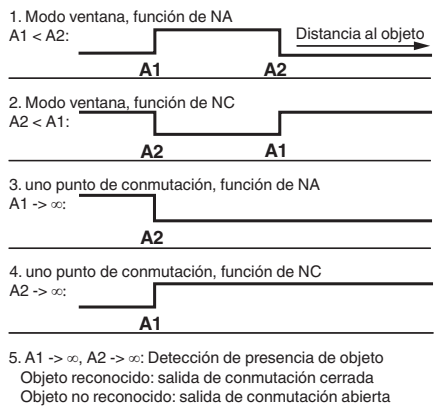 1. Modo ventana, función de NA
A1 < A2:
Distancia al objeto
A1 A2
2. Modo ventana, función de NC
A2 < A1:
A2 A1
3. uno punto de conmutación, función de NA
A1 -> ∞:
A2
4. uno punto de conmutación, función de NC
A2 -> ∞:
A1
5. A1 -> ∞, A2 -> ∞: Detección de presencia de objeto
Objeto reconocido: salida de conmutación cerrada
Objeto no reconocido: salida de conmutación abierta